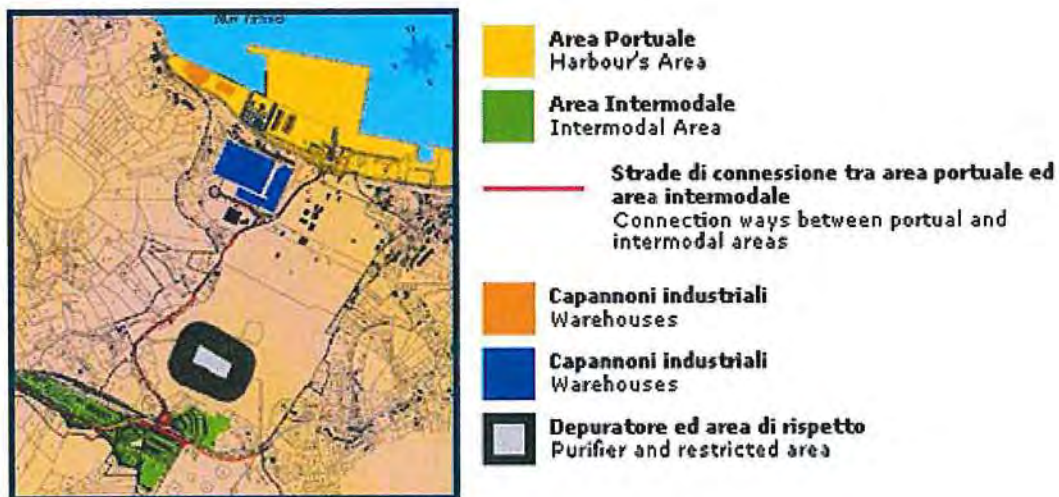 Area Portuale
Harbour's Area
Area Intermodale
Intermodal Area
Strade di connessione tra area portuale ed
area intermodale
Connection ways between portual and
intermodal areas
Capannoni industriali
Warehouses
Capannoni industriali
Warehouses
Depuratore ed area di rispetto
Purifier and restricted area